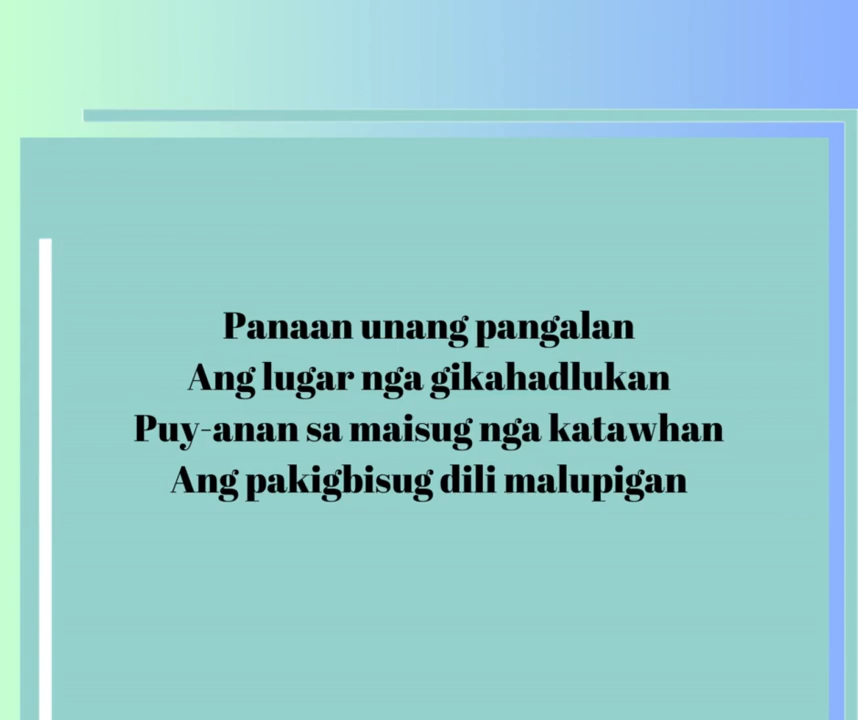 Panaan unang pangalan
Ang lugar nga gikahadlukan
Puy-anan sa maisug nga katawhan
Ang pakigbisug dili malupigan